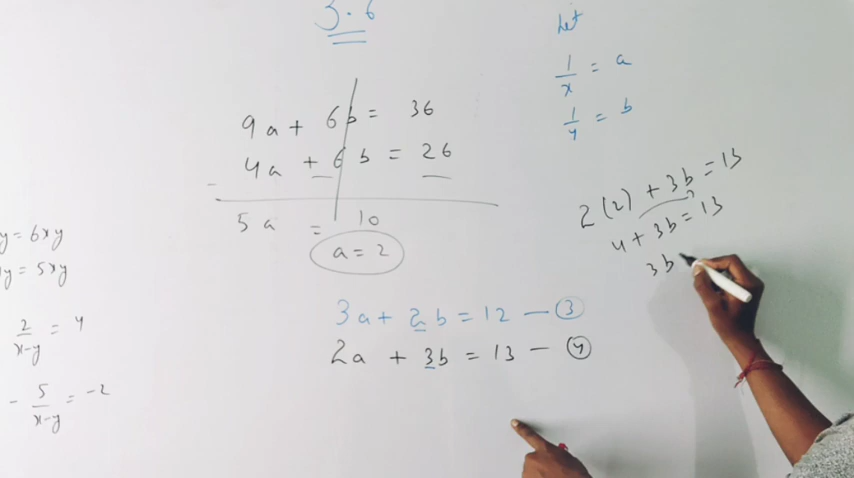 3.6
Let
1/x = a
1/y = b
9a + 6b = 36
4a + 6b = 26
-
5a = 10
a = 2
2(2) + 3b = 13
4 + 3b = 13
3b
y = 6xy
y = 5xy
2/x-y = 4
- 5/x-y = -2
3a + 2b = 12 — 3
2a + 3b = 13 — 4